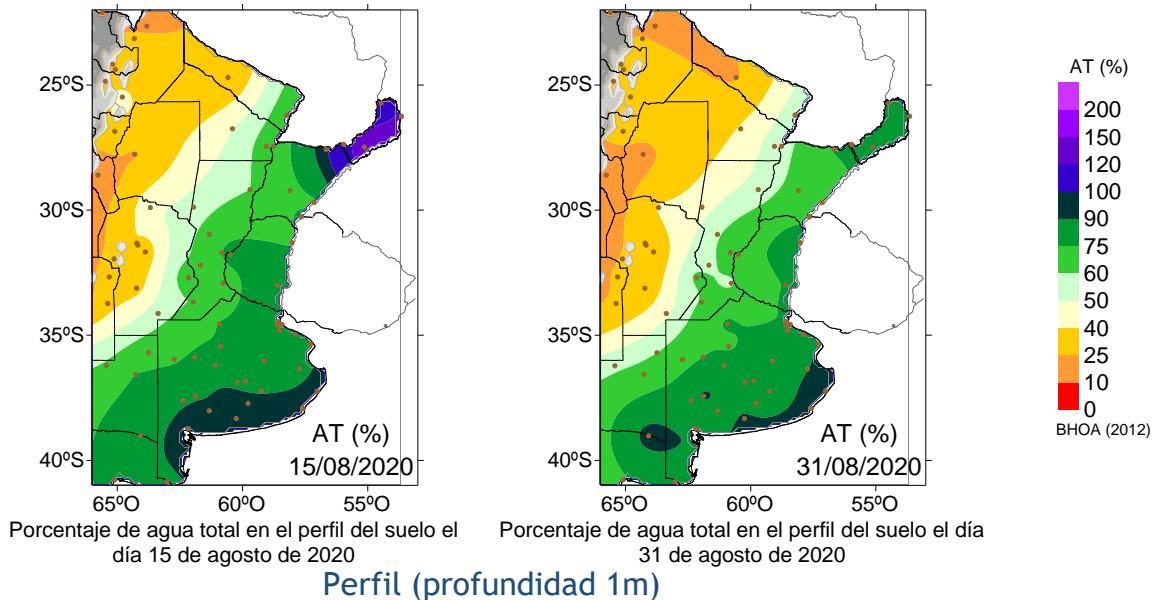 25ºS
30ºS
35ºS
40ºS
65ºO
60ºO
55ºO
AT (%)
15/08/2020
Porcentaje de agua total en el perfil del suelo el
día 15 de agosto de 2020
25ºS
30ºS
35ºS
40ºS
65ºO
60ºO
55ºO
AT (%)
31/08/2020
Porcentaje de agua total en el perfil del suelo el día
31 de agosto de 2020
AT (%)
200
150
120
100
90
75
60
50
40
25
10
0
BHOA (2012)
Perfil (profundidad 1m)